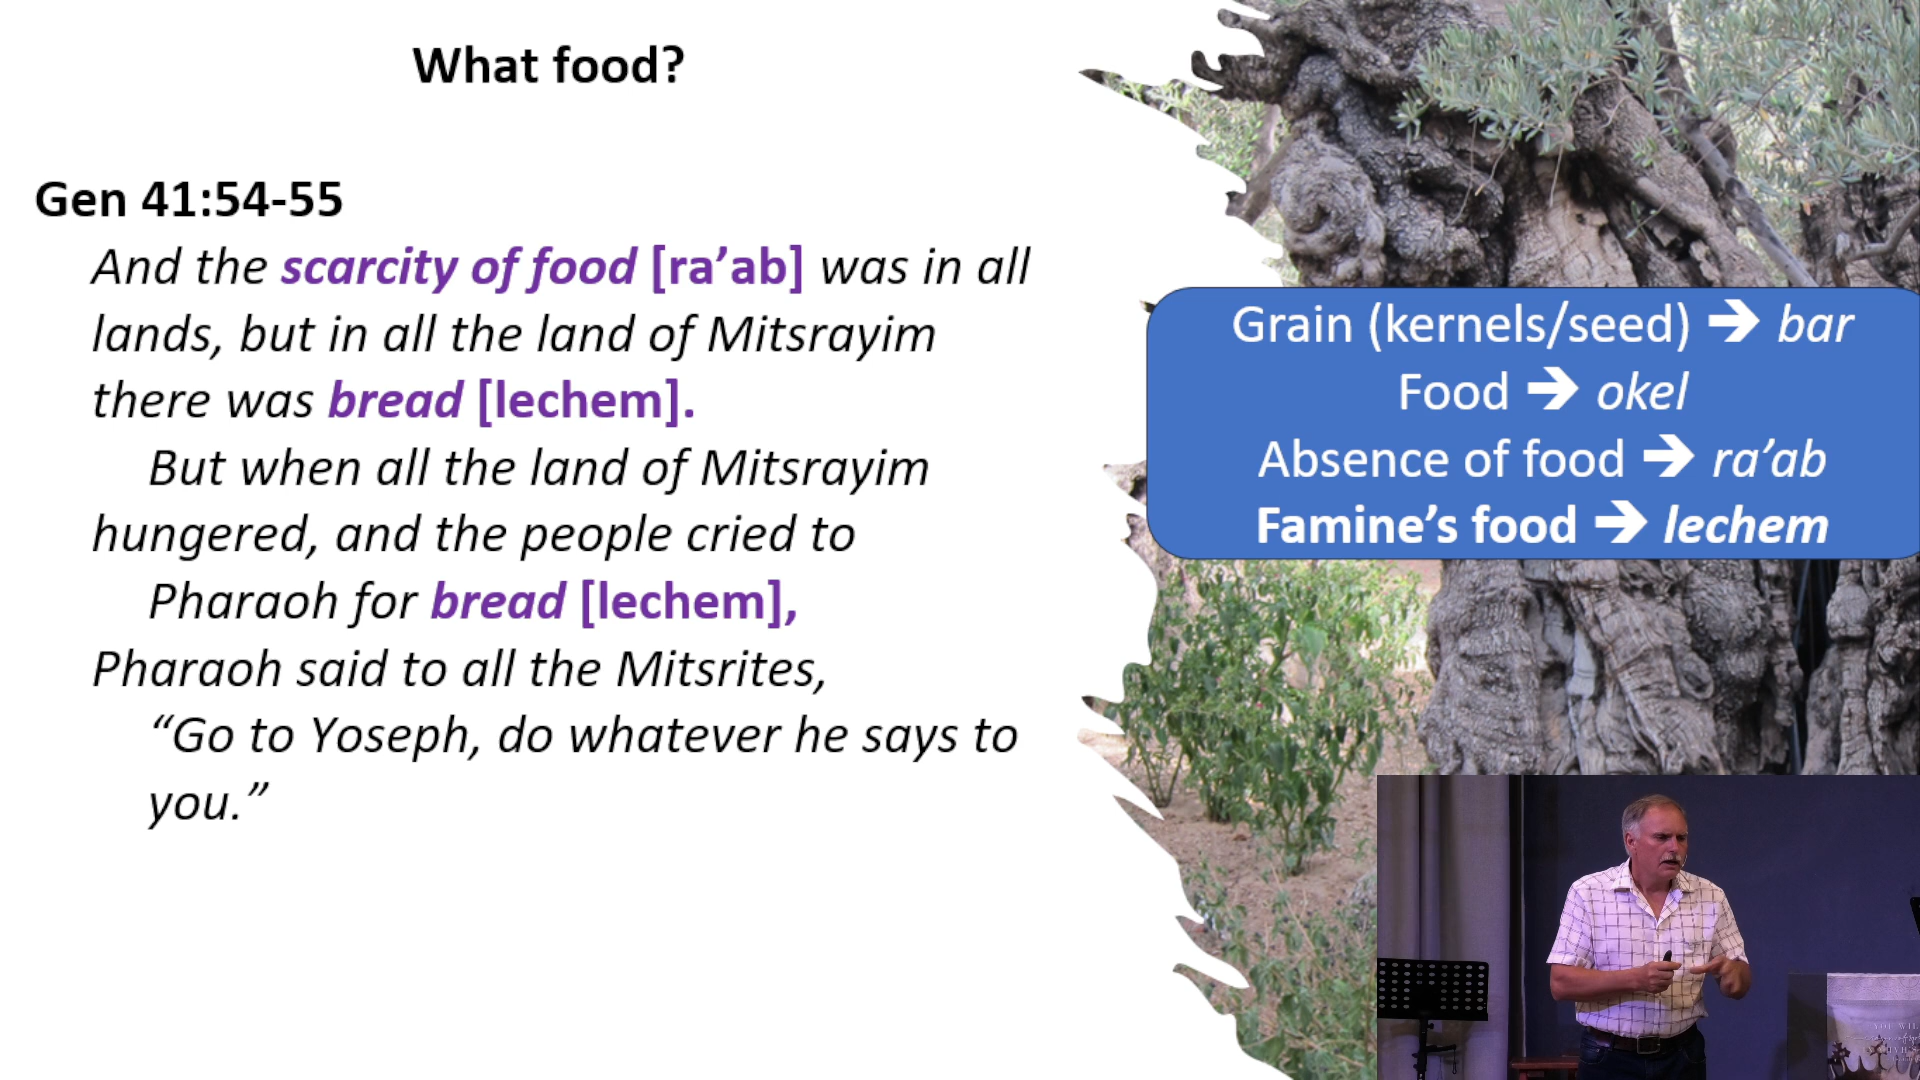 What food?
Gen 41:54-55
And the scarcity of food [ra’ab] was in all
lands, but in all the land of Mitsrayim
there was bread [lechem].
But when all the land of Mitsrayim
hungered, and the people cried to
Pharaoh for bread [lechem],
Pharaoh said to all the Mitsrites,
“Go to Yoseph, do whatever he says to
you.”
Grain (kernels/seed) ➔ bar
Food ➔ okel
Absence of food ➔ ra’ab
Famine’s food ➔ lechem